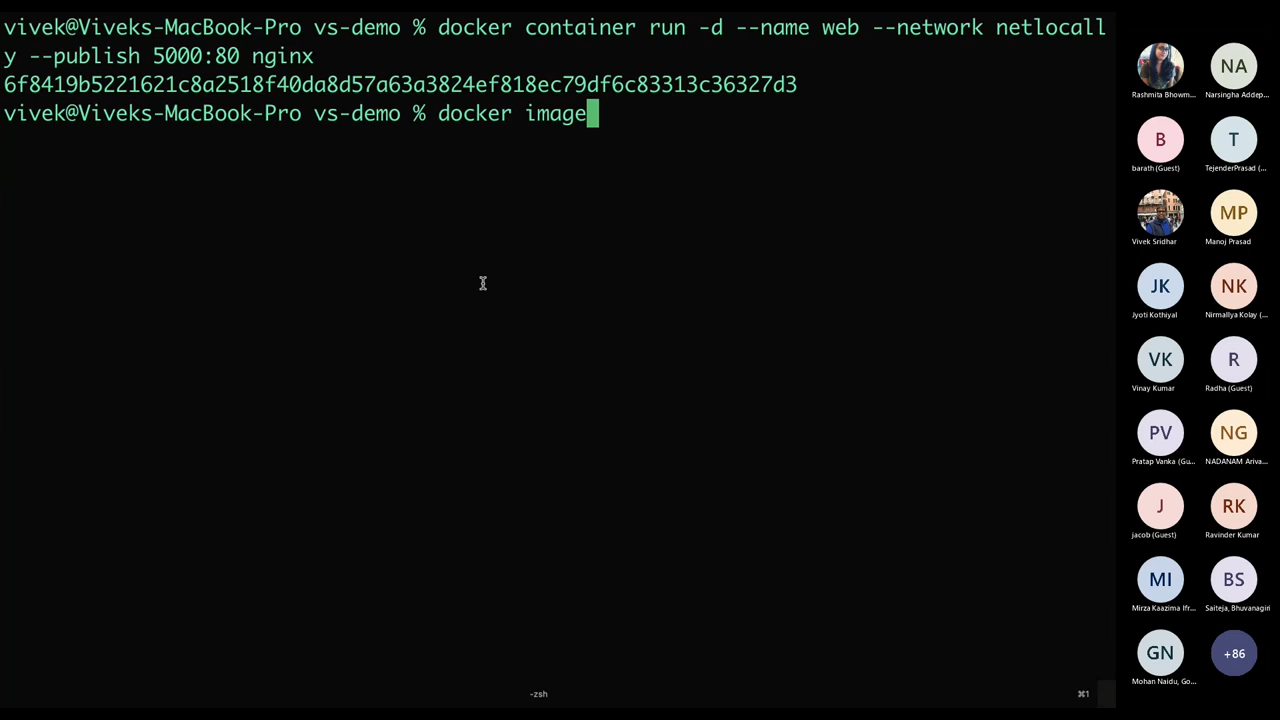 vivek@Viveks-MacBook-Pro vs-demo % docker container run -d --name web --network netlocall
y --publish 5000:80 nginx
6f8419b5221621c8a2518f40da8d57a63a3824ef818ec79df6c83313c36327d3
vivek@Viveks-MacBook-Pro vs-demo % docker image
NA
Rashmita Bhowm...
Narsingha Addep...
B
T
barath (Guest)
TejenderPrasad (...
MP
Vivek Sridhar
Manoj Prasad
JK
NK
Jyoti Kothiyal
Nirmallya Kolay (...
VK
R
Vinay Kumar
Radha (Guest)
PV
NG
Pratap Vanka (Gu...
NADANAM Ariva...
J
RK
jacob (Guest)
Ravinder Kumar
MI
BS
Mirza Kaazima Ifr...
Saiteja, Bhuvanagiri
GN
+86
Mohan Naidu, Go...
-zsh
⌘1